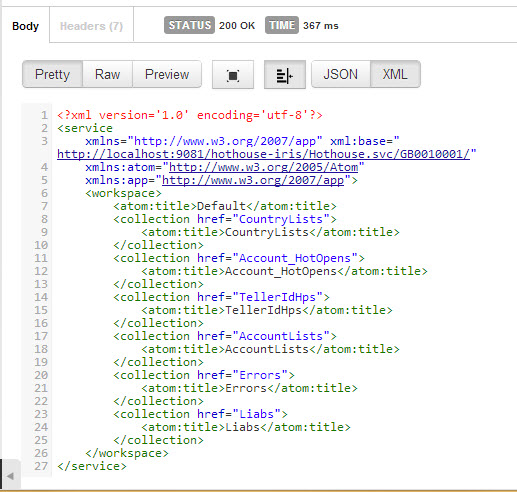 Body Headers (7) STATUS 200 OK TIME 367 ms
Pretty Raw Preview JSON XML
1 <?xml version='1.0' encoding='utf-8'?>
2 <service
3 xmlns="http://www.w3.org/2007/app" xml:base="
http://localhost:9081/hothouse-iris/Hothouse.svc/GB0010001/"
4 xmlns:atom="http://www.w3.org/2005/Atom"
5 xmlns:app="http://www.w3.org/2007/app">
6 <workspace>
7 <atom:title>Default</atom:title>
8 <collection href="CountryLists">
9 <atom:title>CountryLists</atom:title>
10 </collection>
11 <collection href="Account_HotOpens">
12 <atom:title>Account_HotOpens</atom:title>
13 </collection>
14 <collection href="TellerIdHps">
15 <atom:title>TellerIdHps</atom:title>
16 </collection>
17 <collection href="AccountLists">
18 <atom:title>AccountLists</atom:title>
19 </collection>
20 <collection href="Errors">
21 <atom:title>Errors</atom:title>
22 </collection>
23 <collection href="Liabs">
24 <atom:title>Liabs</atom:title>
25 </collection>
26 </workspace>
27 </service>